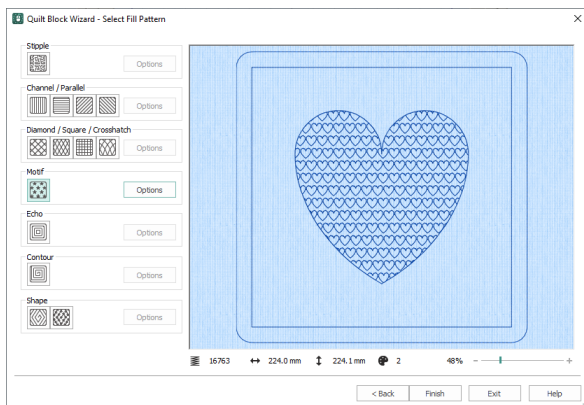 Quilt Block Wizard - Select Fill Pattern
Stipple
Options
Channel / Parallel
Options
Diamond / Square / Crosshatch
Options
Motif
Options
Echo
Options
Contour
Options
Shape
Options
16763 224.0 mm 224.1 mm 2 48% - +
< Back Finish Exit Help